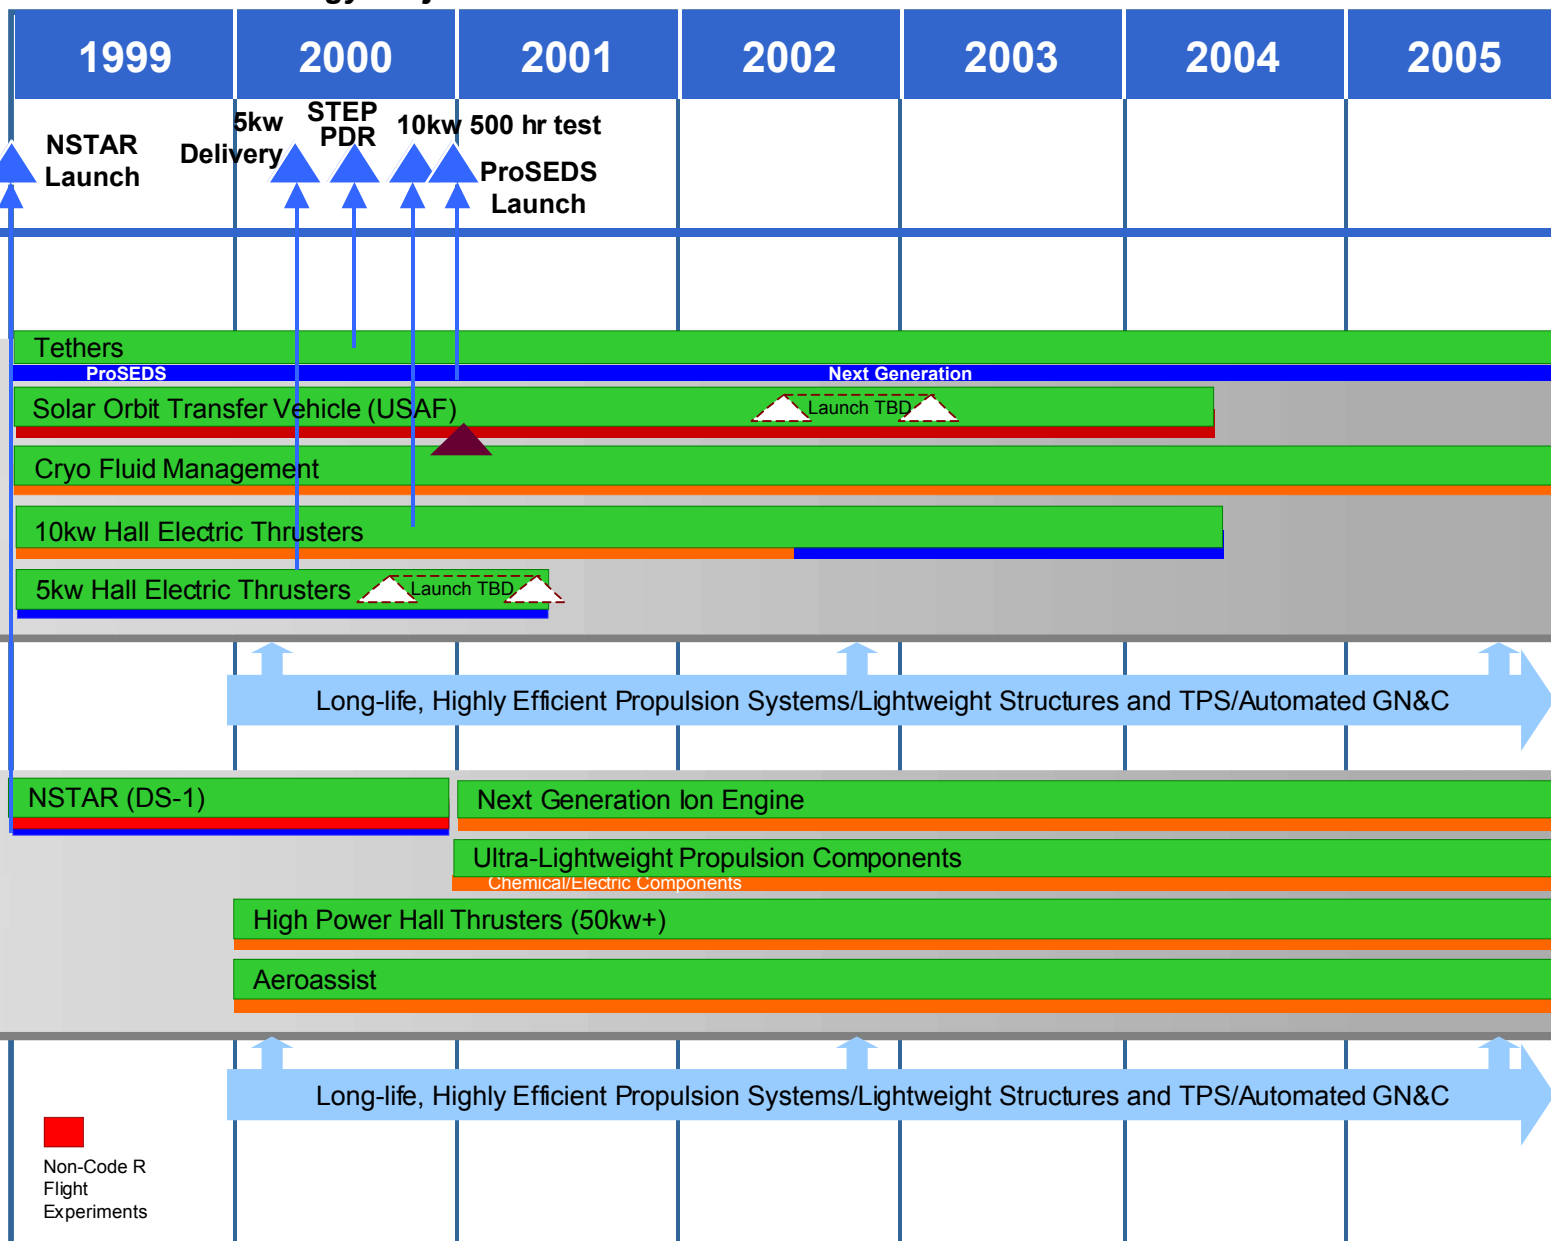 1999 2000 2001 2002 2003 2004 2005
NSTAR
Launch
5kw
Delivery
STEP
PDR
10kw 500 hr test
ProSEDS
Launch
Tethers
ProSEDS Next Generation
Solar Orbit Transfer Vehicle (USAF)
Launch TBD
Cryo Fluid Management
10kw Hall Electric Thrusters
5kw Hall Electric Thrusters
Launch TBD
Long-life, Highly Efficient Propulsion Systems/Lightweight Structures and TPS/Automated GN&C
NSTAR (DS-1)
Next Generation Ion Engine
Ultra-Lightweight Propulsion Components
Chemical/Electric Components
High Power Hall Thrusters (50kw+)
Aeroassist
Long-life, Highly Efficient Propulsion Systems/Lightweight Structures and TPS/Automated GN&C
Non-Code R
Flight
Experiments